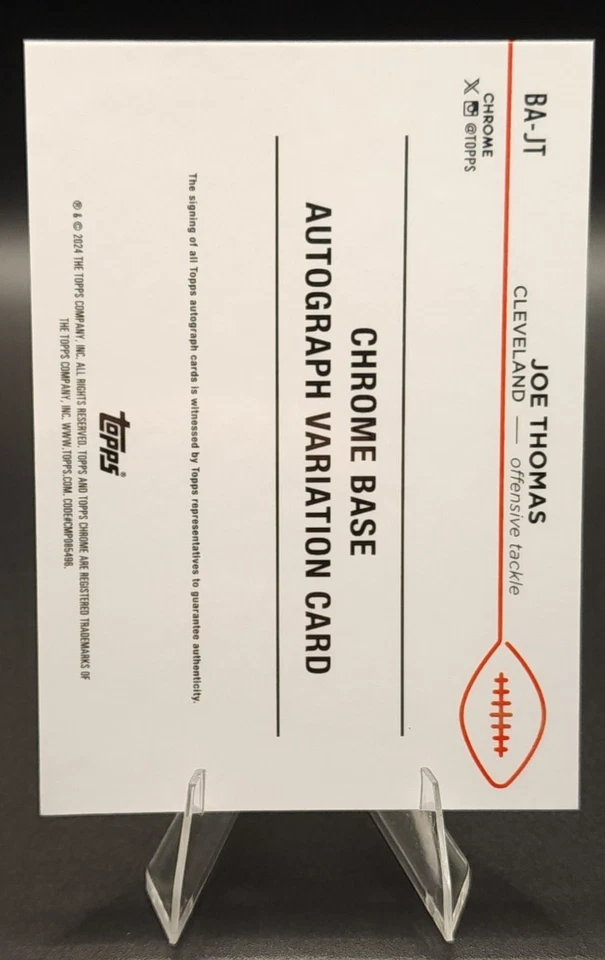 BA-JT
JOE THOMAS
CLEVELAND — offensive tackle
CHROME
X @TOPPS
CHROME BASE
AUTOGRAPH VARIATION CARD
The signing of all Topps autograph cards is witnessed by Topps representatives to guarantee authenticity.
topps®
® & © 2024 THE TOPPS COMPANY, INC. ALL RIGHTS RESERVED. TOPPS AND TOPPS CHROME ARE REGISTERED TRADEMARKS OF
THE TOPPS COMPANY, INC. WWW.TOPPS.COM. CODE#CMP085496.